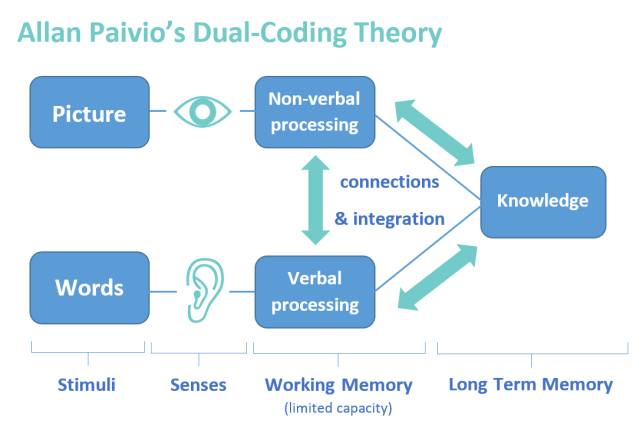 Allan Paivio's Dual-Coding Theory
Picture
Non-verbal
processing
connections
& integration
Knowledge
Words
Verbal
processing
Stimuli
Senses
Working Memory
(limited capacity)
Long Term Memory